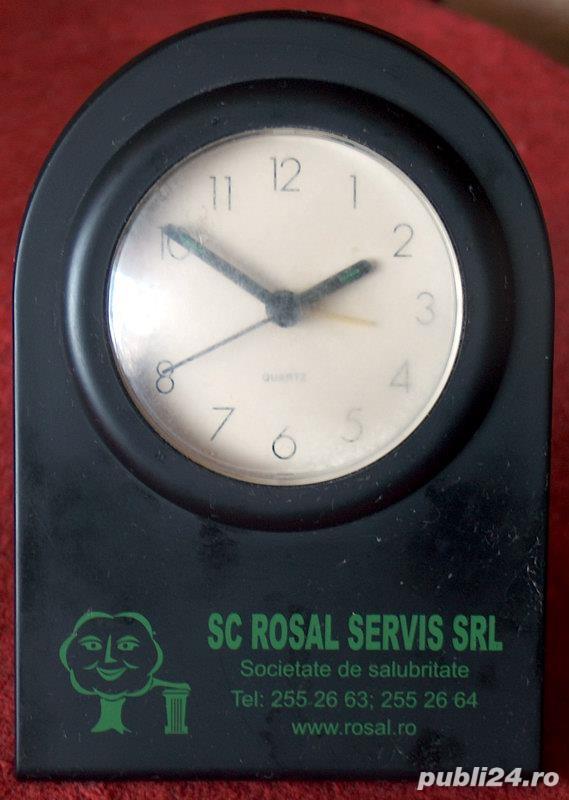 12
11 1
10 2
3
8 4
7 5
6
QUARTZ
SC ROSAL SERVIS SRL
Societate de salubritate
Tel: 255 26 63; 255 26 64
www.rosal.ro
publi24.ro